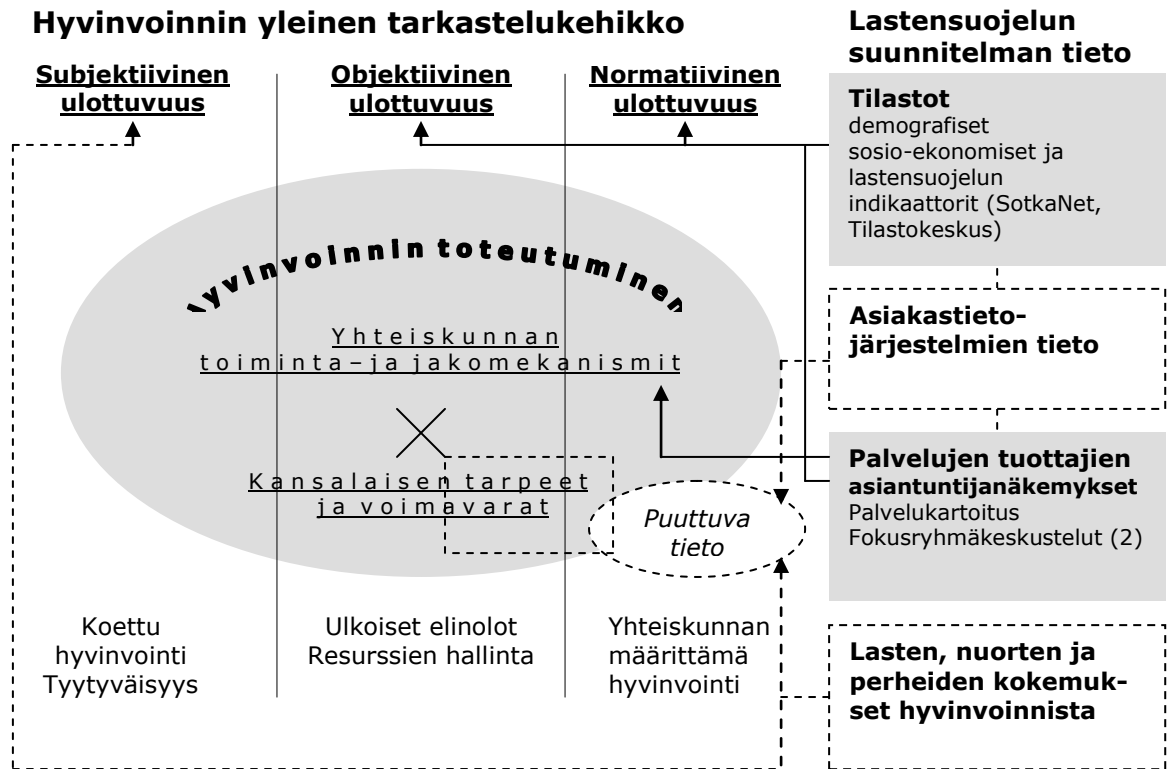 Hyvinvoinnin yleinen tarkastelukehikko
Subjektiivinen
ulottuvuus
Objektiivinen
ulottuvuus
Normatiivinen
ulottuvuus
Hyvinvoinnin toteutuminen
Yhteiskunnan
toiminta–ja jakomekanismit
Kansalaisen tarpeet
ja voimavarat
Puuttuva
tieto
Koettu
hyvinvointi
Tyytyväisyys
Ulkoiset elinolot
Resurssien hallinta
Yhteiskunnan
määrittämä
hyvinvointi
Lastensuojelun
suunnitelman tieto
Tilastot
demografiset
sosio-ekonomiset ja
lastensuojelun
indikaattorit (SotkaNet,
Tilastokeskus)
Asiakastieto-
järjestelmien tieto
Palvelujen tuottajien
asiantuntijanäkemykset
Palvelukartoitus
Fokusryhmäkeskustelut (2)
Lasten, nuorten ja
perheiden kokemuk-
set hyvinvoinnista